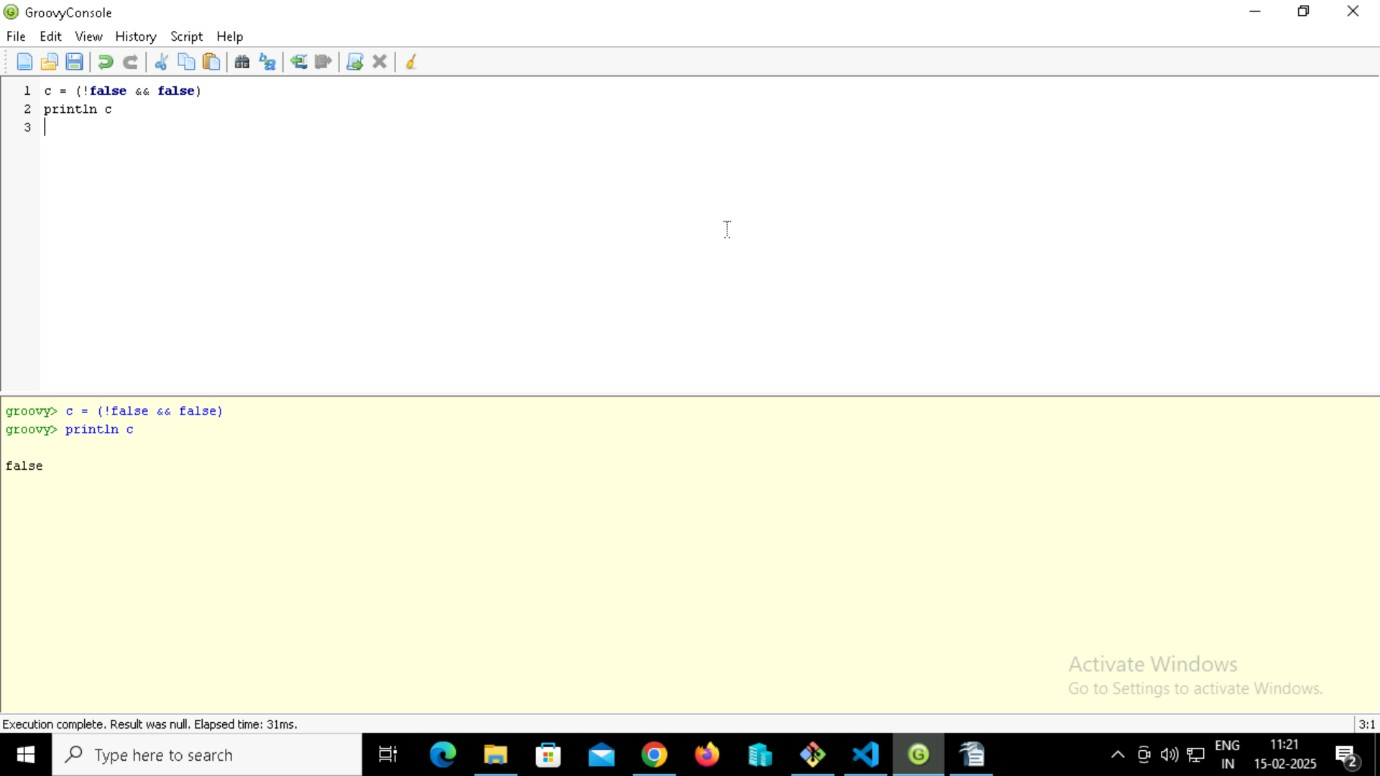 GroovyConsole
File Edit View History Script Help
1 c = (!false && false)
2 println c
3
groovy> c = (!false && false)
groovy> println c
false
Activate Windows
Go to Settings to activate Windows.
Execution complete. Result was null. Elapsed time: 31ms.
3:1
Type here to search
ENG
IN
11:21
15-02-2025
2